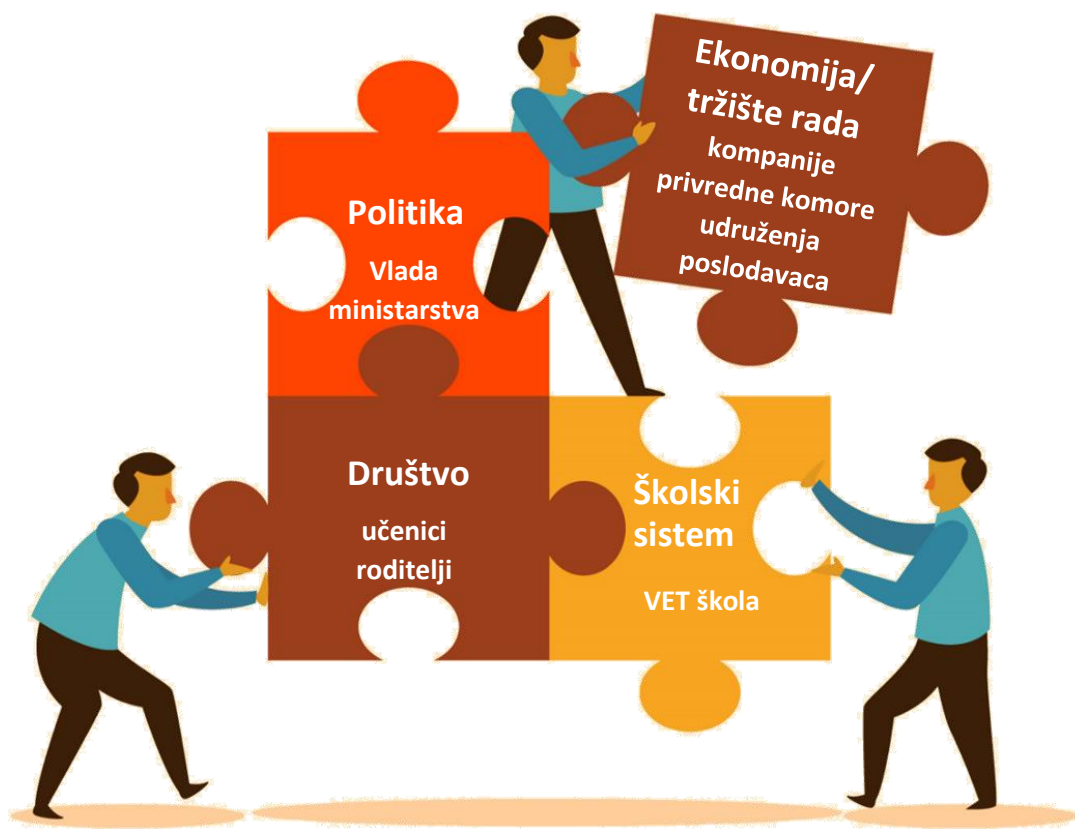 Ekonomija/
tržište rada
kompanije
privredne komore
udruženja
poslodavaca
Politika
Vlada
ministarstva
Društvo
učenici
roditelji
Školski
sistem
VET škola